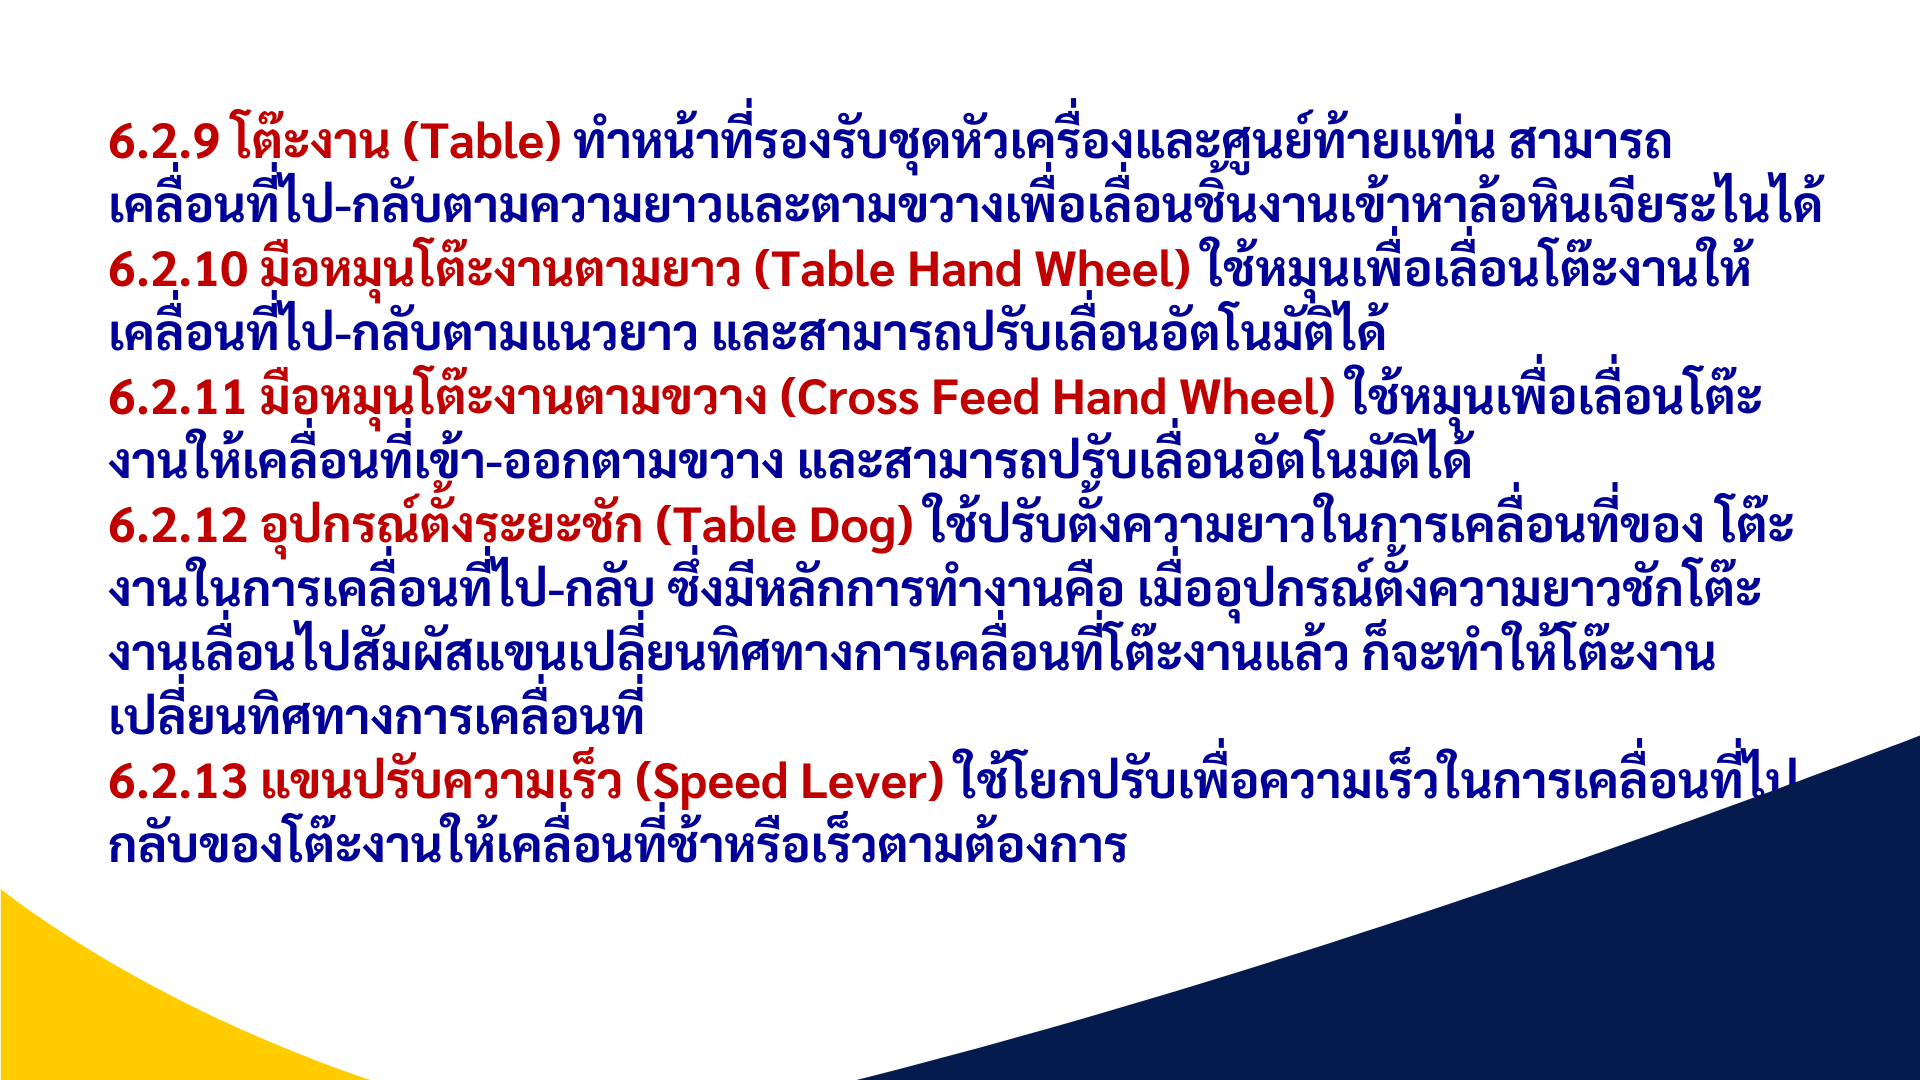 6.2.9 โต๊ะงาน (Table) ทำหน้าที่รองรับชุดหัวเครื่องและศูนย์ท้ายแท่น สามารถ
เคลื่อนที่ไป-กลับตามความยาวและตามขวางเพื่อเลื่อนชิ้นงานเข้าหาล้อหินเจียระไนได้
6.2.10 มือหมุนโต๊ะงานตามยาว (Table Hand Wheel) ใช้หมุนเพื่อเลื่อนโต๊ะงานให้
เคลื่อนที่ไป-กลับตามแนวยาว และสามารถปรับเลื่อนอัตโนมัติได้
6.2.11 มือหมุนโต๊ะงานตามขวาง (Cross Feed Hand Wheel) ใช้หมุนเพื่อเลื่อนโต๊ะ
งานให้เคลื่อนที่เข้า-ออกตามขวาง และสามารถปรับเลื่อนอัตโนมัติได้
6.2.12 อุปกรณ์ตั้งระยะชัก (Table Dog) ใช้ปรับตั้งความยาวในการเคลื่อนที่ของ โต๊ะ
งานในการเคลื่อนที่ไป-กลับ ซึ่งมีหลักการทำงานคือ เมื่ออุปกรณ์ตั้งความยาวชักโต๊ะ
งานเลื่อนไปสัมผัสแขนเปลี่ยนทิศทางการเคลื่อนที่โต๊ะงานแล้ว ก็จะทำให้โต๊ะงาน
เปลี่ยนทิศทางการเคลื่อนที่
6.2.13 แขนปรับความเร็ว (Speed Lever) ใช้โยกปรับเพื่อความเร็วในการเคลื่อนที่ไป
กลับของโต๊ะงานให้เคลื่อนที่ช้าหรือเร็วตามต้องการ